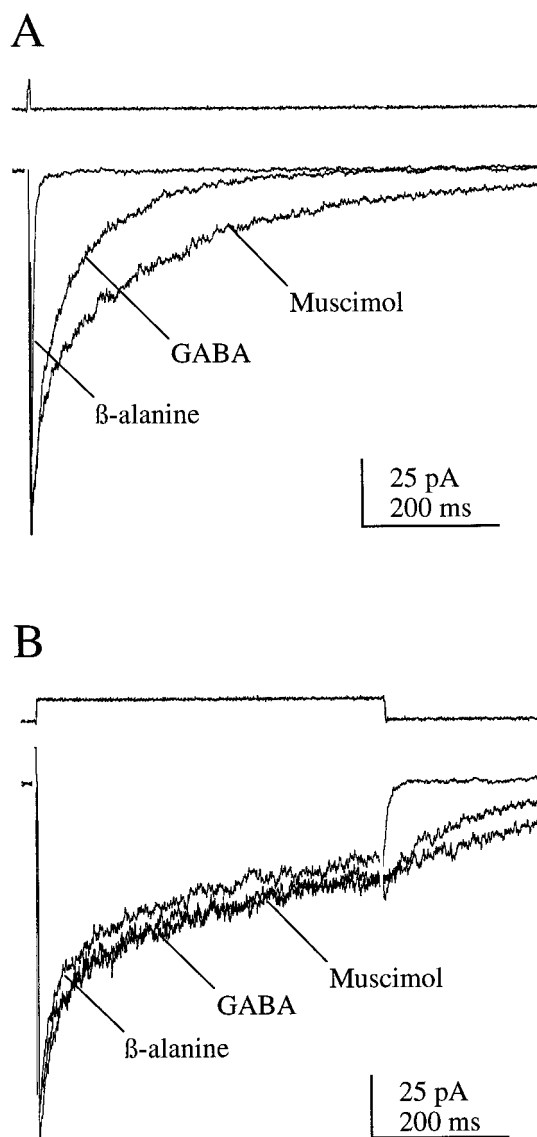 A
Muscimol
GABA
ß-alanine
25 pA
200 ms
B
Muscimol
GABA
ß-alanine
25 pA
200 ms